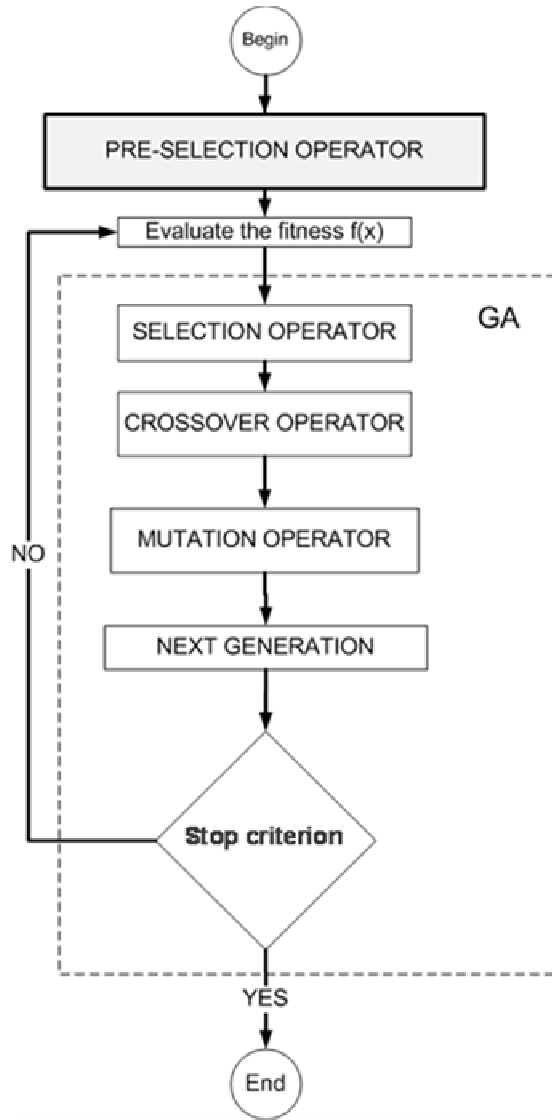 Begin
PRE-SELECTION OPERATOR
Evaluate the fitness f(x)
GA
SELECTION OPERATOR
CROSSOVER OPERATOR
MUTATION OPERATOR
NO
NEXT GENERATION
Stop criterion
YES
End